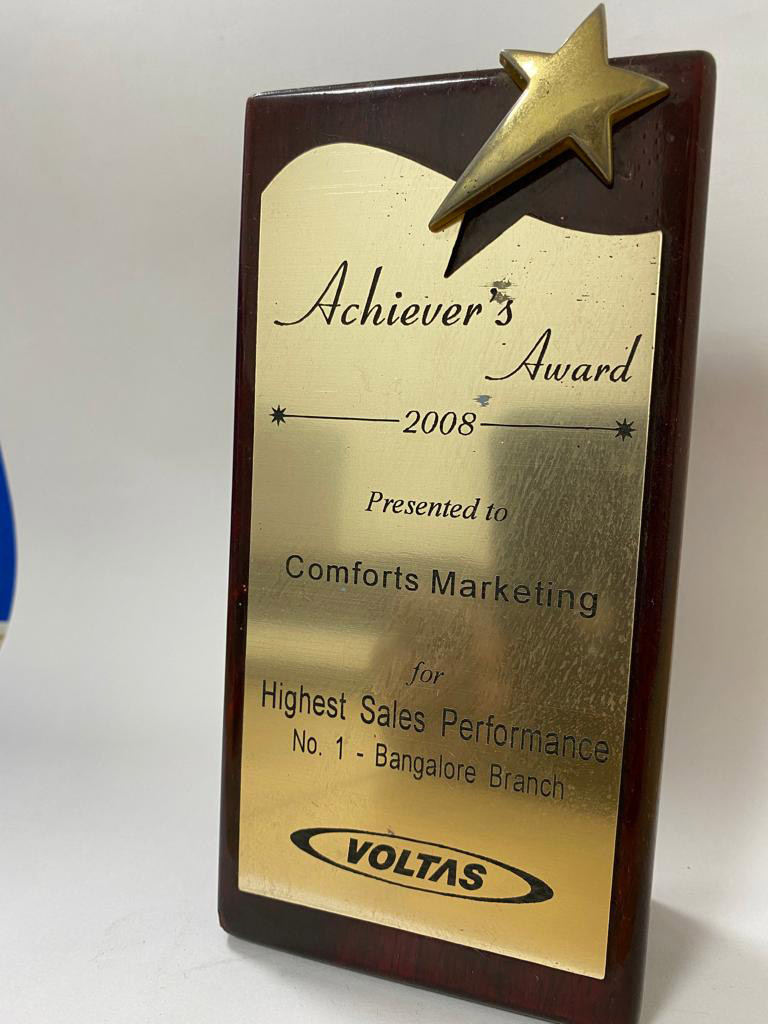 Achiever's
Award
2008
Presented to
Comforts Marketing
for
Highest Sales Performance
No. 1 - Bangalore Branch
VOLTAS